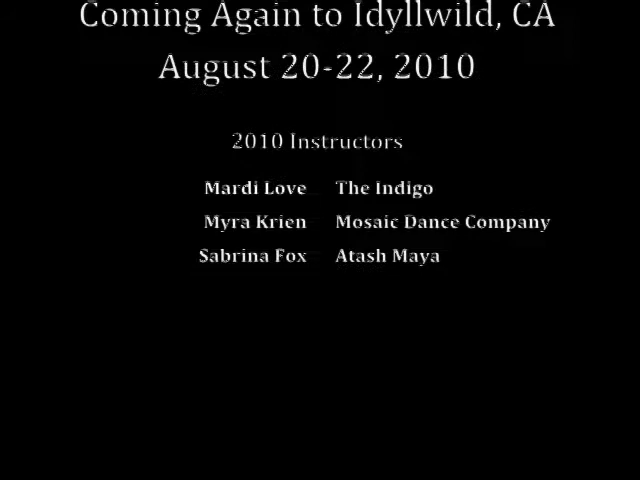 Coming Again to Idyllwild, CA
August 20-22, 2010
2010 Instructors
Mardi Love The Indigo
Myra Krien Mosaic Dance Company
Sabrina Fox Atash Maya